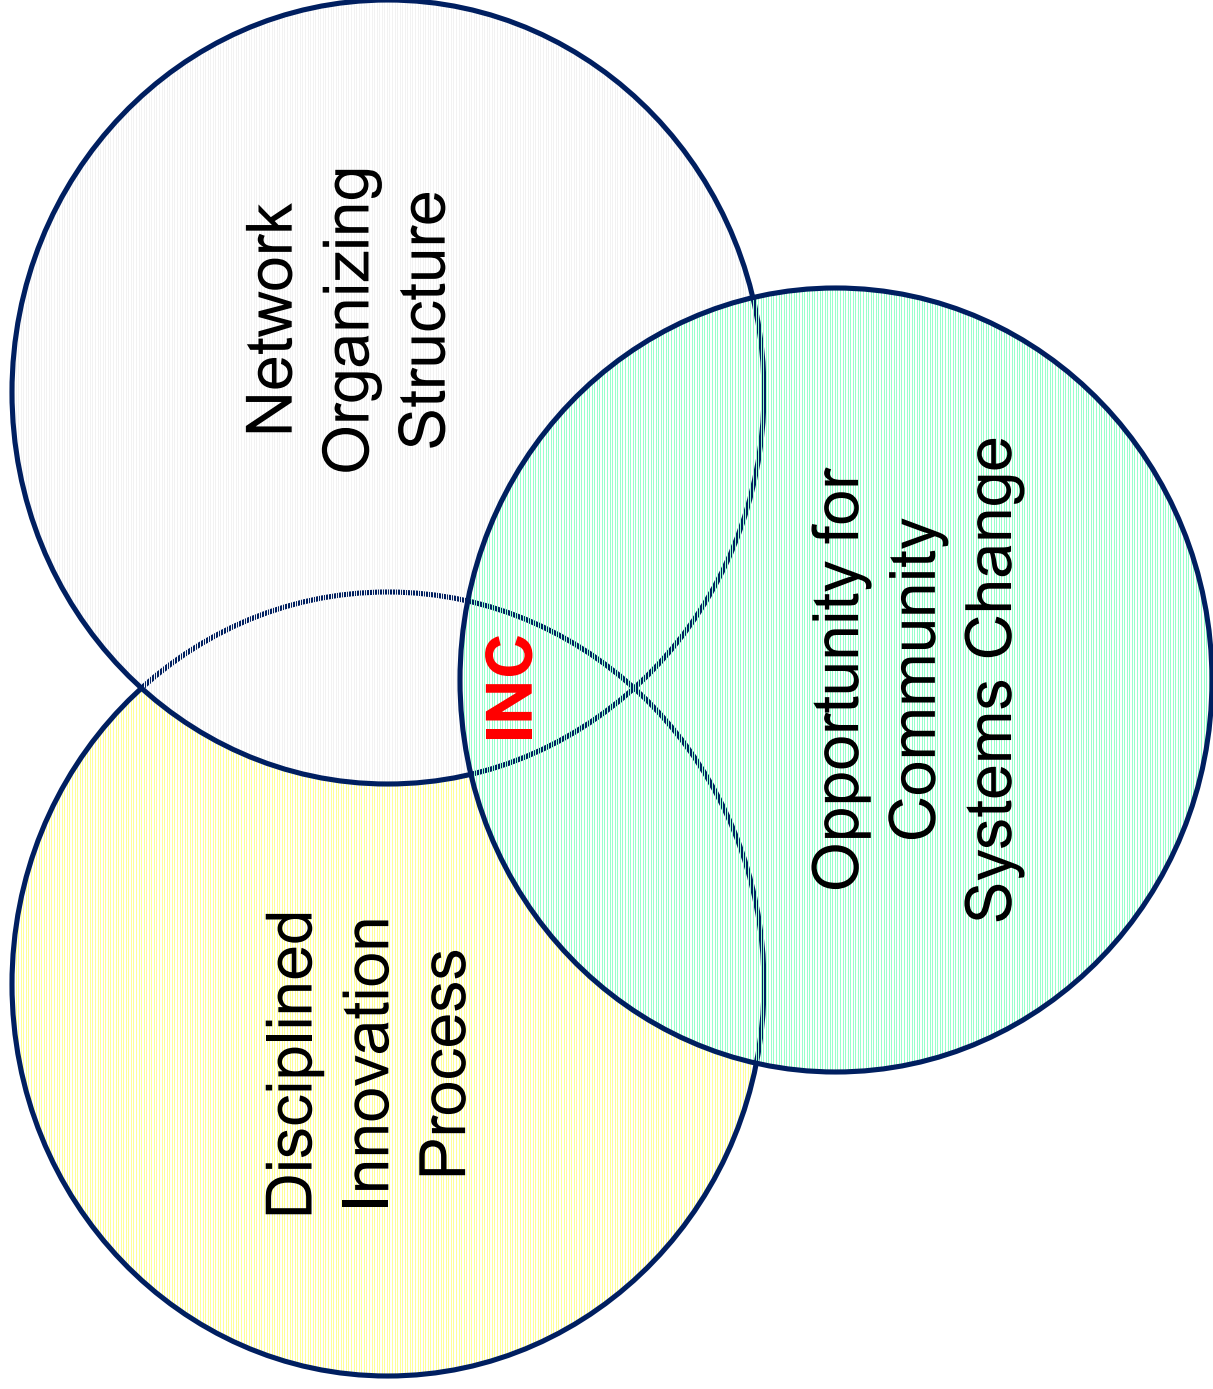 Disciplined
Innovation
Process
Network
Organizing
Structure
INC
Opportunity for
Community
Systems Change